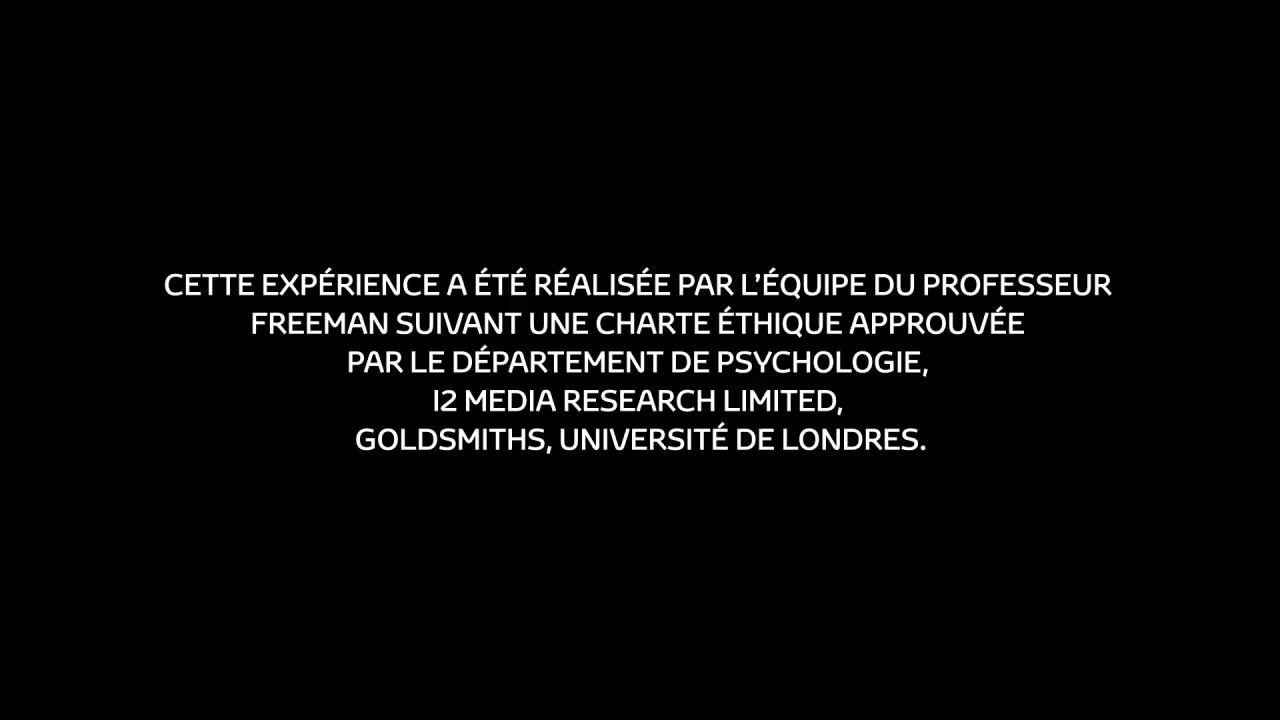 CETTE EXPÉRIENCE A ÉTÉ RÉALISÉE PAR L'ÉQUIPE DU PROFESSEUR
FREEMAN SUIVANT UNE CHARTE ÉTHIQUE APPROUVÉE
PAR LE DÉPARTEMENT DE PSYCHOLOGIE,
I2 MEDIA RESEARCH LIMITED,
GOLDSMITHS, UNIVERSITÉ DE LONDRES.